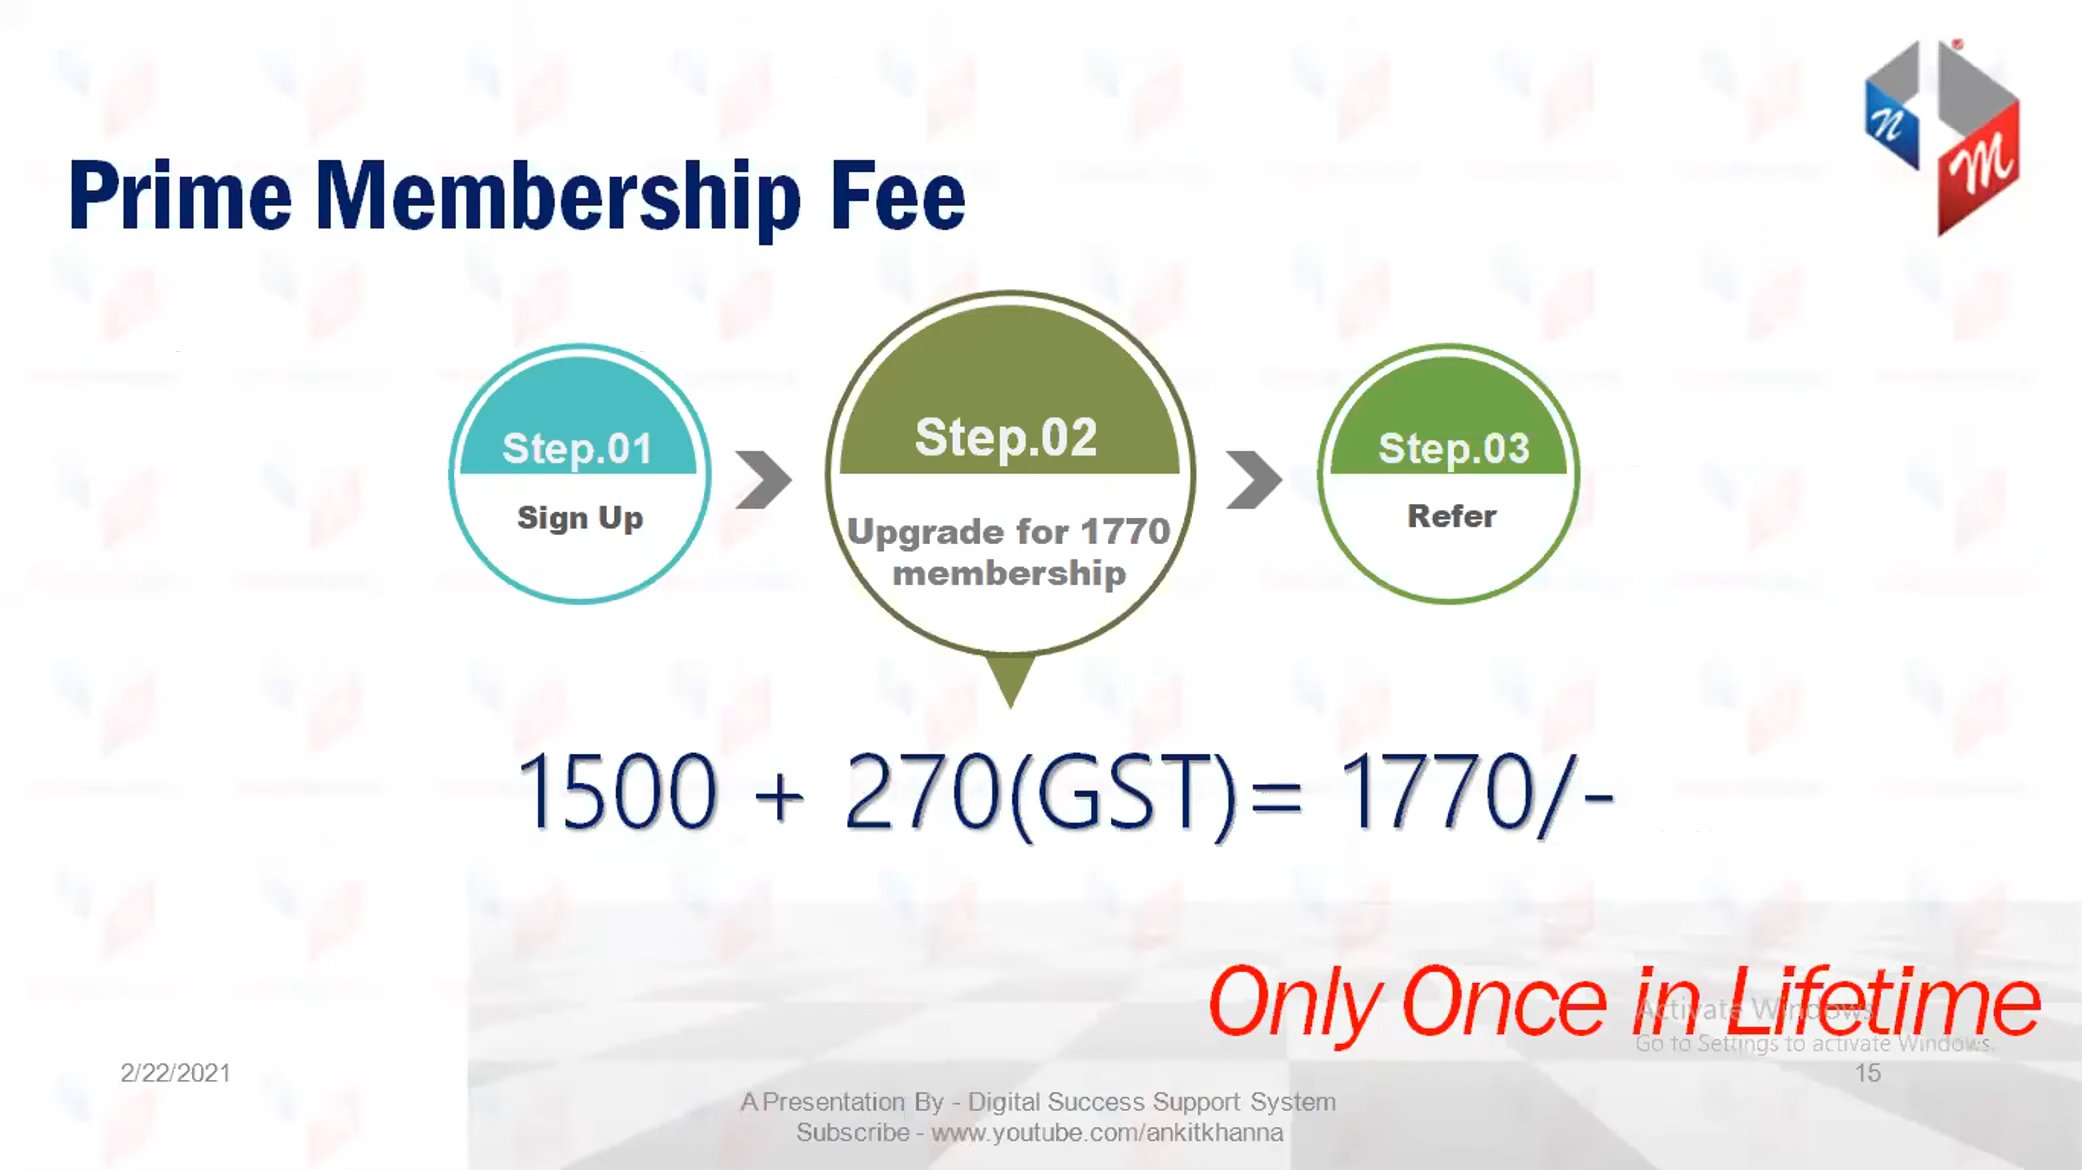 n
M
Prime Membership Fee
Step.01
Sign Up
Step.02
Upgrade for 1770
membership
Step.03
Refer
1500 + 270(GST)= 1770/-
Only Once in Lifetime
Activate Windows
Go to Settings to activate Windows.
2/22/2021
15
A Presentation By - Digital Success Support System
Subscribe - www.youtube.com/ankitkhanna